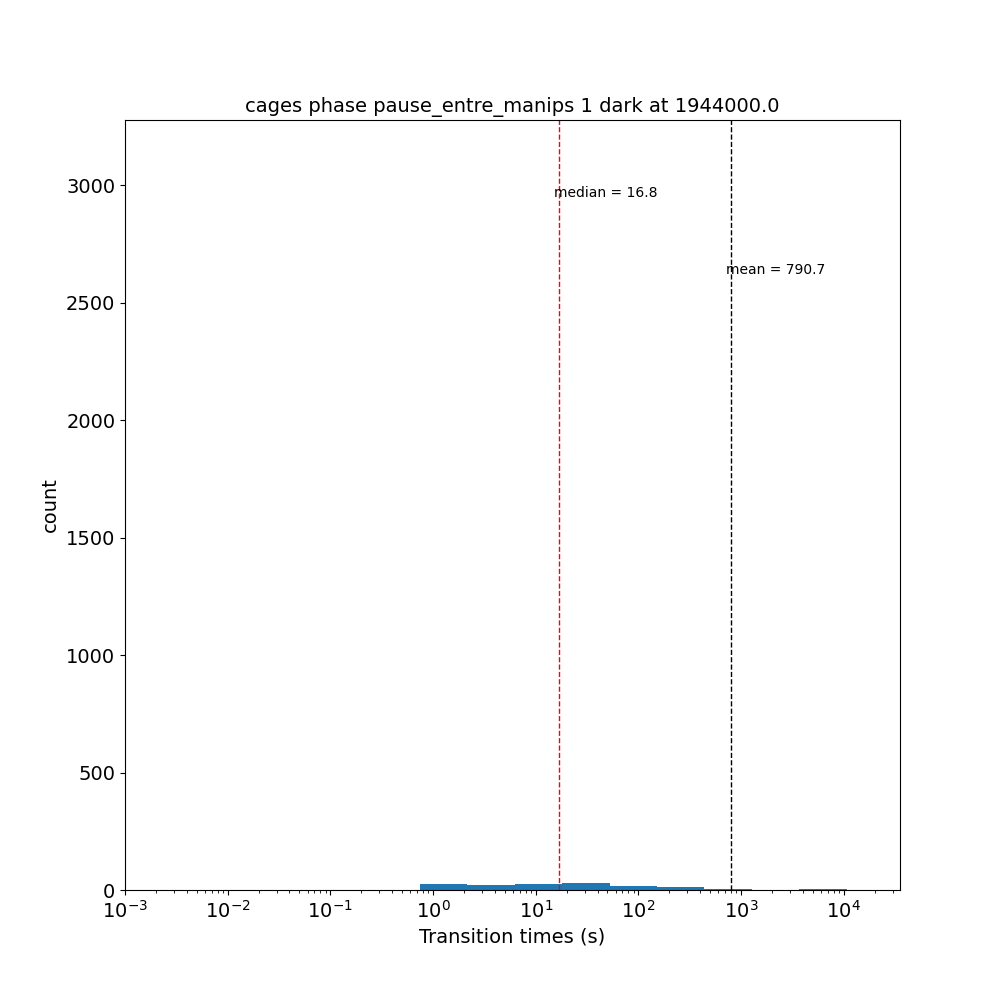 cages phase pause_entre_manips 1 dark at 1944000.0
3000
median = 16.8
mean = 790.7
2500
2000
1500
count
1000
500
0
10⁻³ 10⁻² 10⁻¹ 10⁰ 10¹ 10² 10³ 10⁴
Transition times (s)